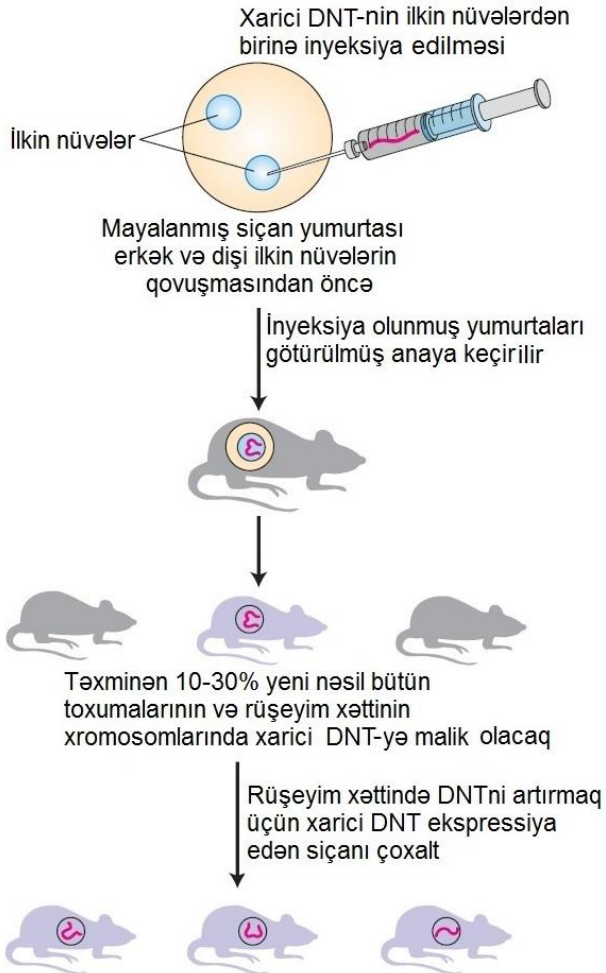 Xarici DNT-nin ilkin nüvələrdən
birinə inyeksiya edilməsi
İlkin nüvələr
Mayalanmış siçan yumurtası
erkək və dişi ilkin nüvələrin
qovuşmasından öncə
İnyeksiya olunmuş yumurtaları
götürülmüş anaya keçirilir
Təxminən 10-30% yeni nəsil bütün
toxumalarının və rüşeyim xəttinin
xromosomlarında xarici DNT-yə malik olacaq
Rüşeyim xəttində DNTni artırmaq
üçün xarici DNT ekspressiya
edən siçanı çoxalt